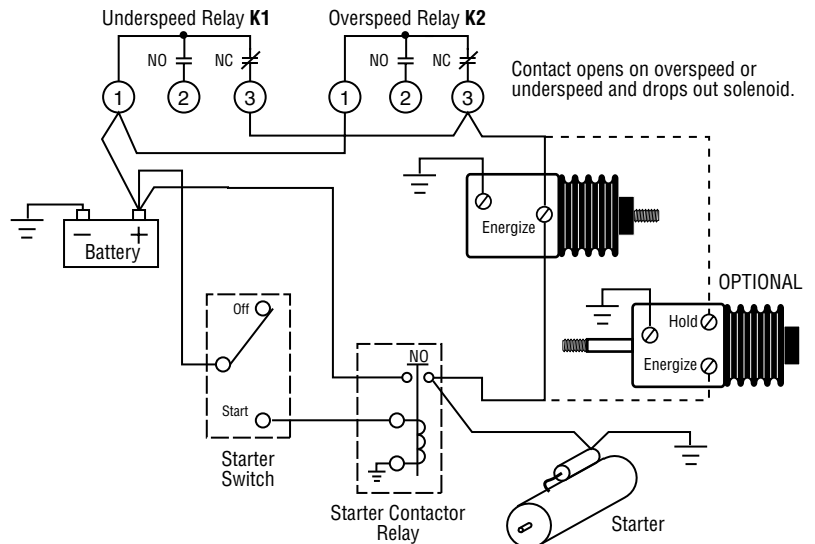 Underspeed Relay K1
Overspeed Relay K2
NO
NC
NO
NC
1
2
3
1
2
3
Contact opens on overspeed or
underspeed and drops out solenoid.
Energize
− +
Battery
OPTIONAL
Off
Hold
Energize
NO
Start
Starter
Switch
Starter Contactor
Relay
Starter